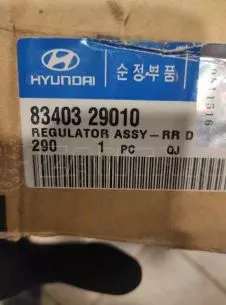 HYUNDAI
순정부품
83403 29010
REGULATOR ASSY-RR D
290 1 PC QJ